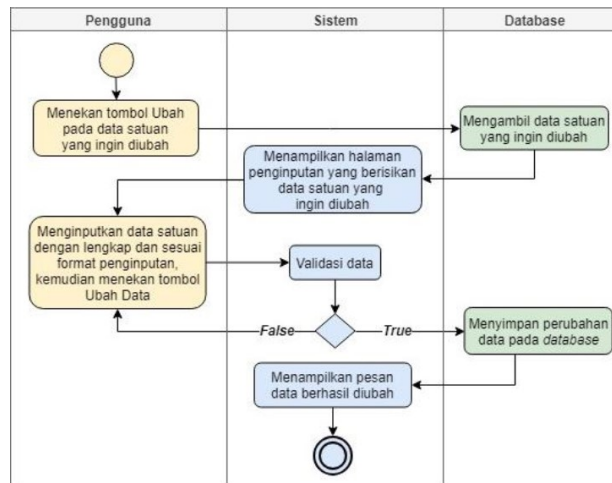 Pengguna
Sistem
Database
Menekan tombol Ubah
pada data satuan
yang ingin diubah
Mengambil data satuan
yang ingin diubah
Menampilkan halaman
penginputan yang berisikan
data satuan yang
ingin diubah
Menginputkan data satuan
dengan lengkap dan sesuai
format penginputan,
kemudian menekan tombol
Ubah Data
Validasi data
False
True
Menyimpan perubahan
data pada database
Menampilkan pesan
data berhasil diubah